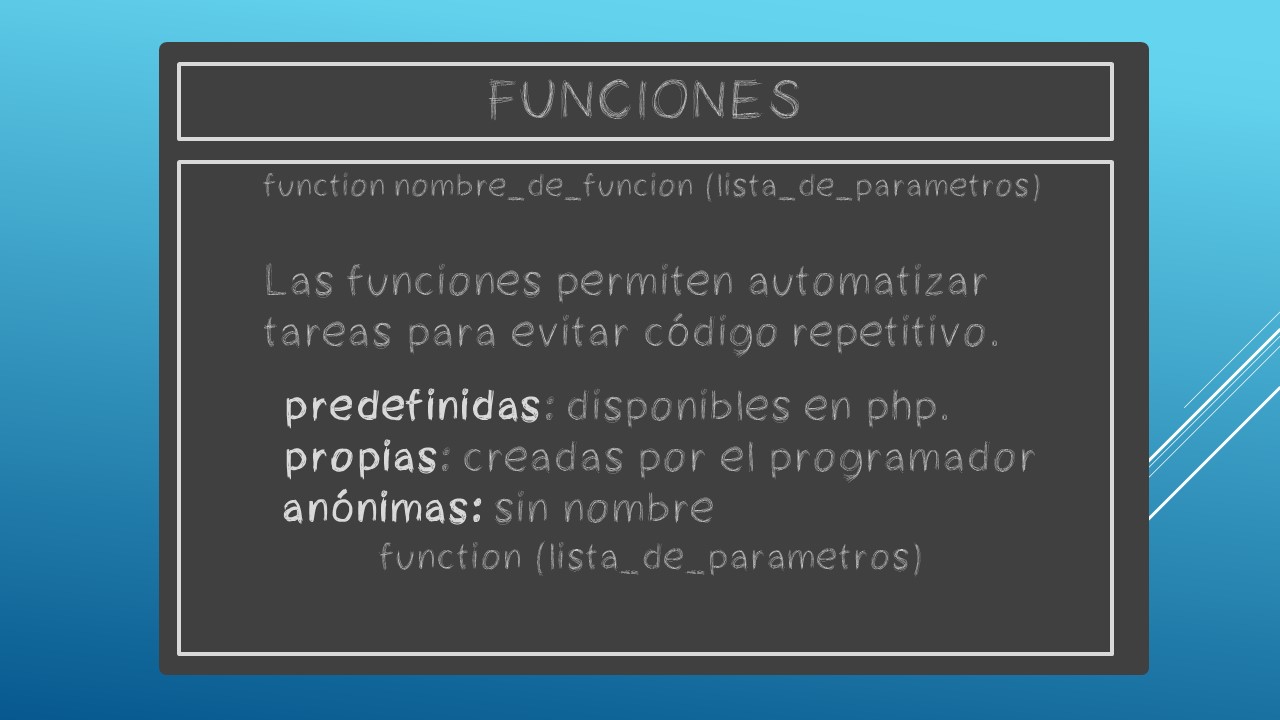 FUNCIONES
function nombre_de_funcion (lista_de_parametros)
Las funciones permiten automatizar
tareas para evitar código repetitivo.
predefinidas: disponibles en php.
propias: creadas por el programador
anónimas: sin nombre
function (lista_de_parametros)